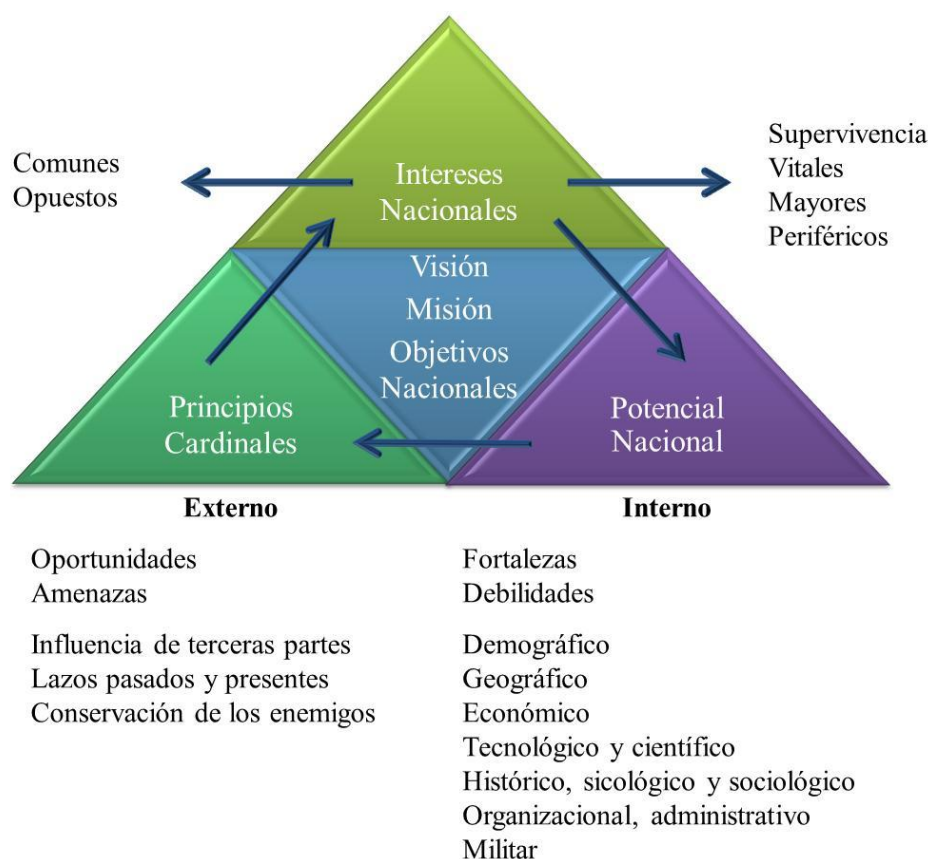 Comunes
Opuestos
Intereses
Nacionales
Supervivencia
Vitales
Mayores
Periféricos
Visión
Misión
Objetivos
Nacionales
Principios
Cardinales
Potencial
Nacional
Externo
Interno
Oportunidades
Amenazas
Influencia de terceras partes
Lazos pasados y presentes
Conservación de los enemigos
Fortalezas
Debilidades
Demográfico
Geográfico
Económico
Tecnológico y científico
Histórico, sicológico y sociológico
Organizacional, administrativo
Militar